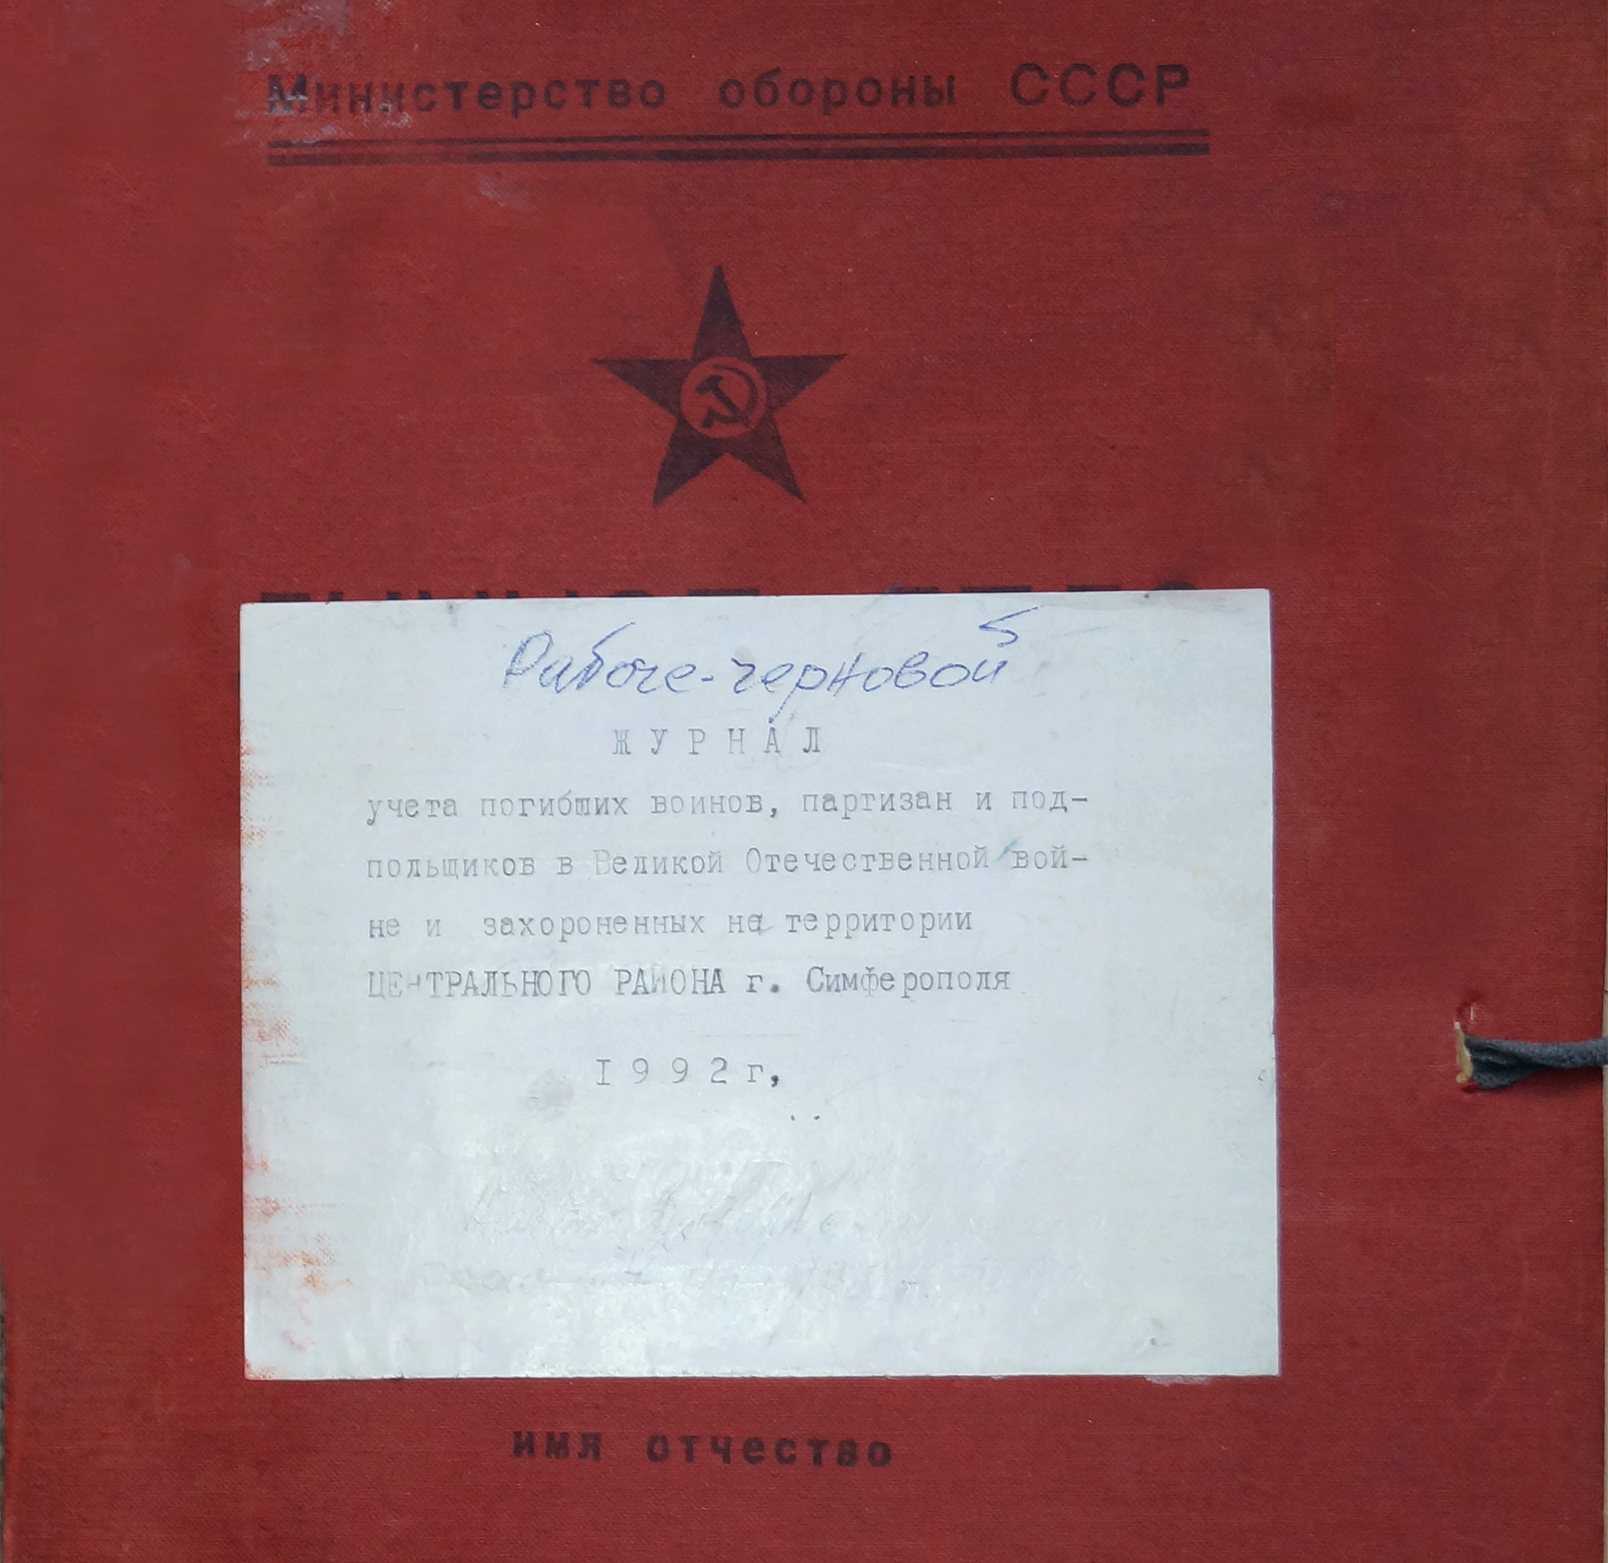 Министерство обороны СССР
Рабоче-черновой
ЖУРНАЛ
учета погибших воинов, партизан и под-
польщиков в Великой Отечественной вой-
не и захороненных на территории
ЦЕНТРАЛЬНОГО РАЙОНА г. Симферополя
1992г,
имя отчество